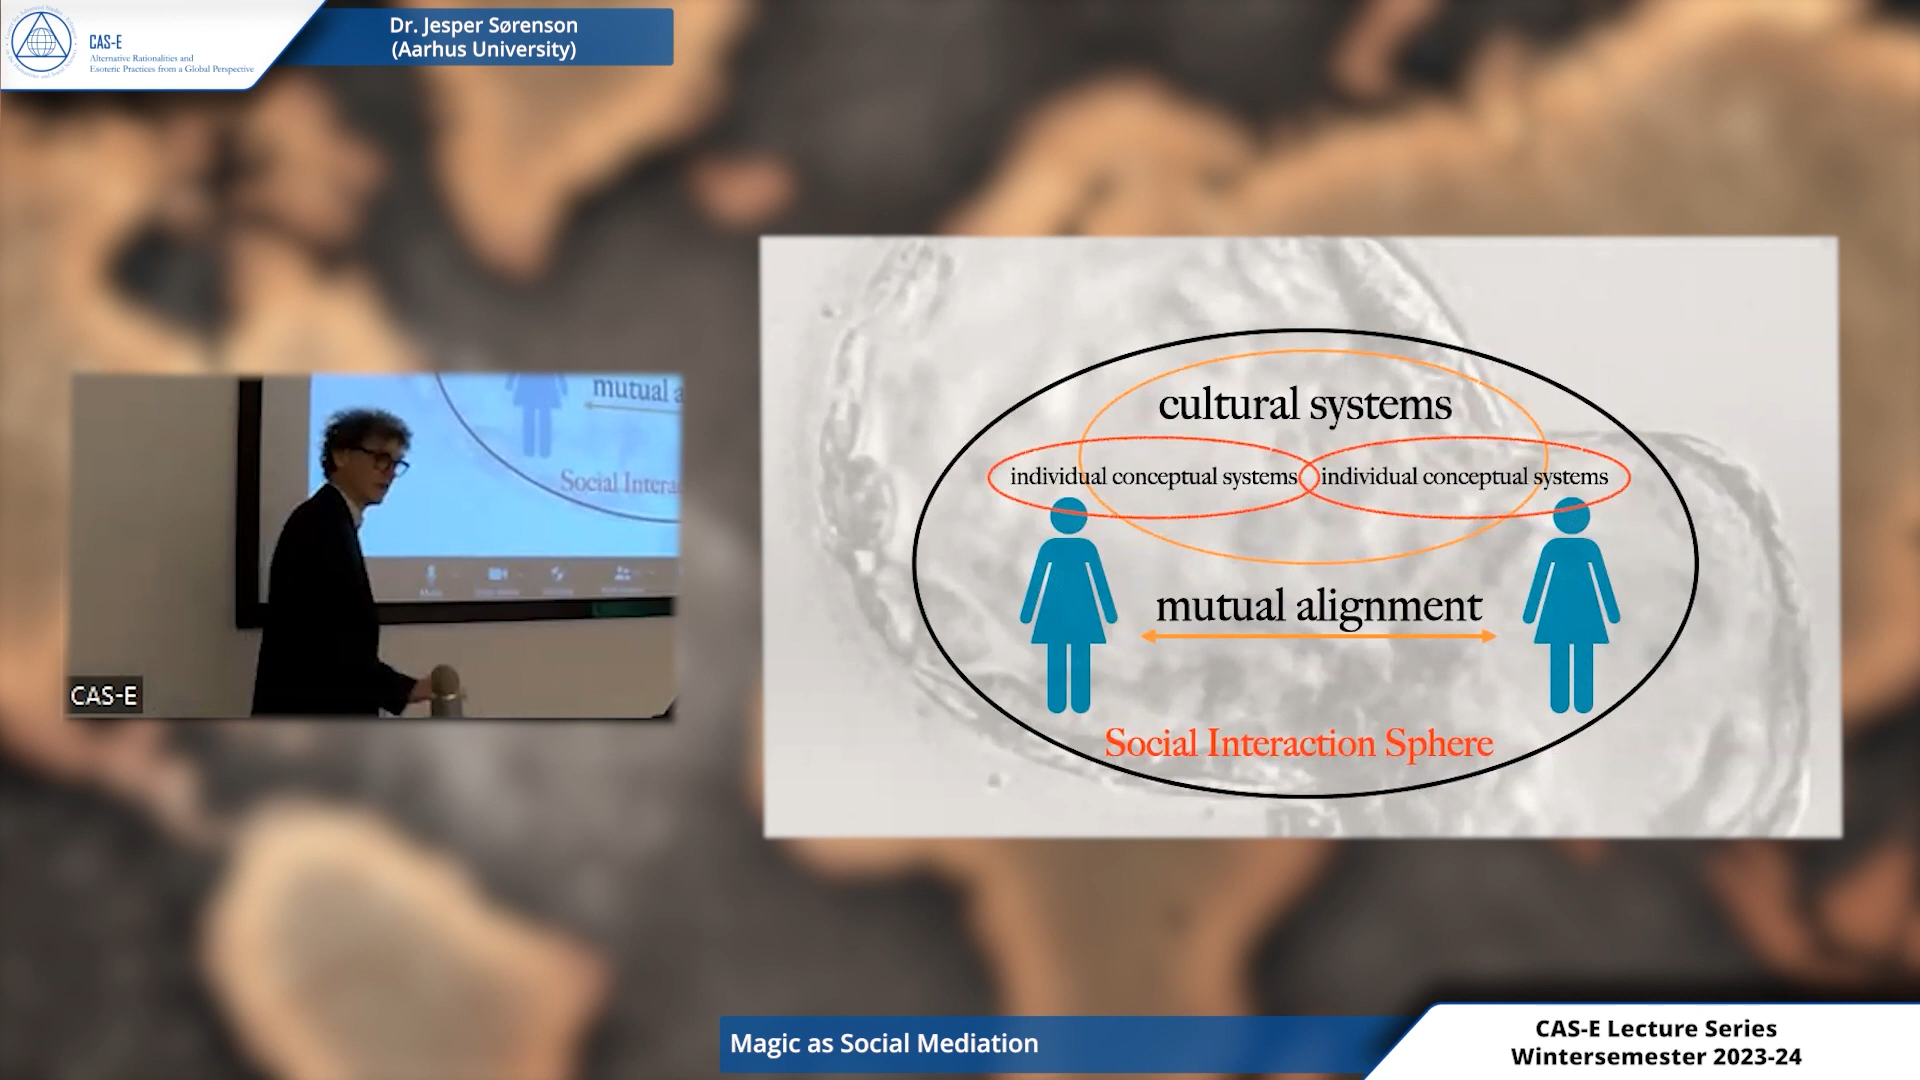 CAS-E
Alternative Rationalities and
Esoteric Practices from a Global Perspective
Dr. Jesper Sørenson
(Aarhus University)
mutual a
Social Intera
CAS-E
cultural systems
individual conceptual systems
individual conceptual systems
mutual alignment
Social Interaction Sphere
Magic as Social Mediation
CAS-E Lecture Series
Wintersemester 2023-24